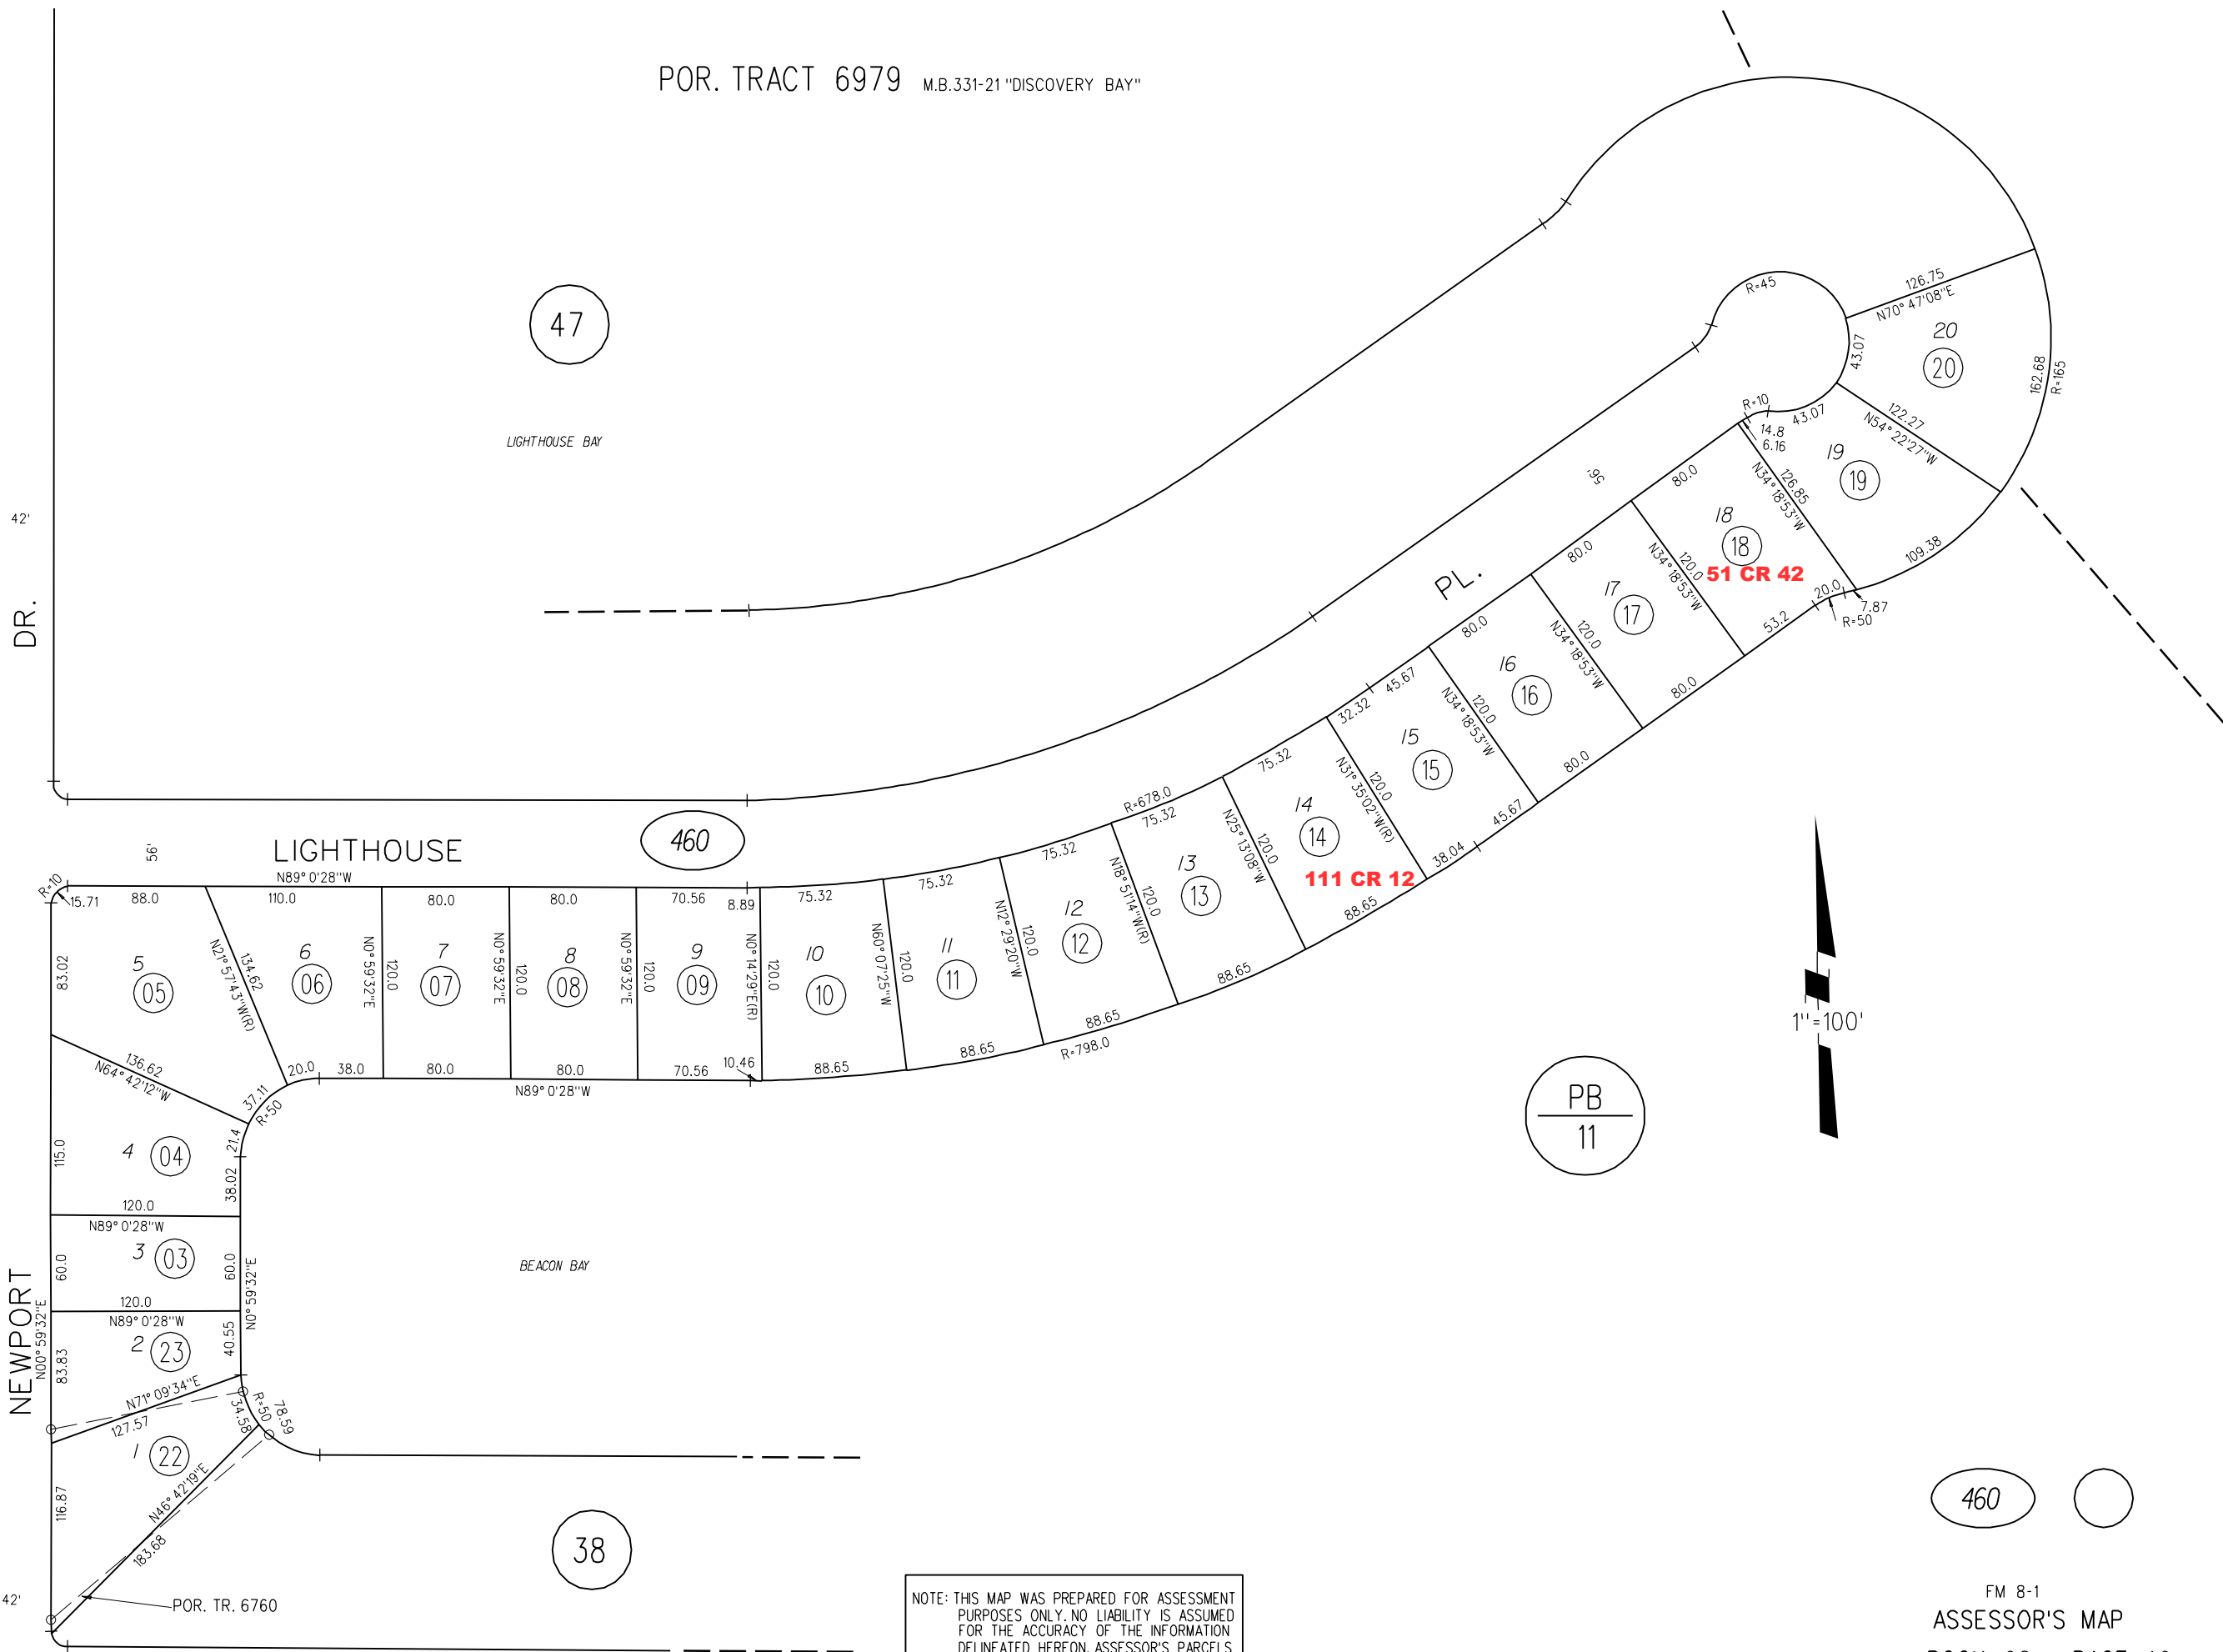 POR. TRACT 6979 M.B.331-21 "DISCOVERY BAY"
47
LIGHTHOUSE BAY
42'
DR.
R=45
126.75
N70° 47'08"E
20
20
43.07
162.68
R=165
122.27
N54° 22'27"W
R=10
43.07
14.8
6.16
19
19
126.85
N34° 18'53"W
109.38
56'
80.0
18
18
51 CR 42
120.0
N34° 18'53"W
20.0
7.87
R=50
53.2
PL.
80.0
17
17
120.0
N34° 18'53"W
80.0
80.0
16
16
120.0
N34° 18'53"W
80.0
45.67
32.32
15
15
120.0
N31° 35'02"W(R)
45.67
38.04
75.32
14
14
111 CR 12
120.0
N25° 13'08"W
88.65
R=678.0
75.32
13
13
N18° 51'14"W(R)
120.0
88.65
75.32
12
12
N12° 29'20"W
120.0
88.65
R=798.0
75.32
11
11
N60° 07'25"W
120.0
88.65
75.32
10
10
N0° 14'29"E(R)
120.0
88.65
460
LIGHTHOUSE
56'
N89° 0'28"W
R=10
15.71
88.0
110.0
80.0
80.0
70.56
8.89
5
05
83.02
N21° 57'43"W(R)
134.62
6
06
N0° 59'32"E
120.0
7
07
N0° 59'32"E
120.0
8
08
N0° 59'32"E
120.0
9
09
20.0
38.0
80.0
80.0
70.56
10.46
N89° 0'28"W
136.62
N64° 42'12"W
37.11
R=50
21.4
4
04
115.0
38.02
120.0
N89° 0'28"W
3
03
60.0
60.0
N0° 59'32"E
BEACON BAY
120.0
N89° 0'28"W
2
23
40.55
83.83
NEWPORT
N00° 59'32"E
N71° 09'34"E
127.57
R=50
34.58
78.59
1
22
116.87
N46° 42'19"E
183.68
38
42'
POR. TR. 6760
1"=100'
PB
11
NOTE: THIS MAP WAS PREPARED FOR ASSESSMENT
PURPOSES ONLY. NO LIABILITY IS ASSUMED
FOR THE ACCURACY OF THE INFORMATION
DELINEATED HEREON. ASSESSOR'S PARCELS
460
FM 8-1
ASSESSOR'S MAP